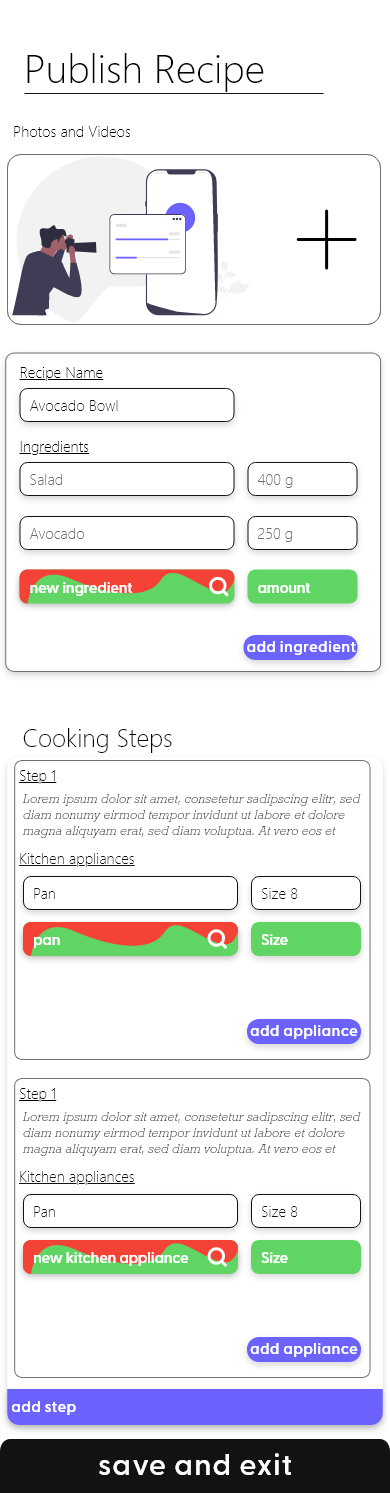 Publish Recipe
Photos and Videos
Recipe Name
Avocado Bowl
Ingredients
Salad 400 g
Avocado 250 g
new ingredient amount
add ingredient
Cooking Steps
Step 1
Lorem ipsum dolor sit amet, consetetur sadipscing elitr, sed
diam nonumy eirmod tempor invidunt ut labore et dolore
magna aliquyam erat, sed diam voluptua. At vero eos et
Kitchen appliances
Pan Size 8
pan Size
add appliance
Step 1
Lorem ipsum dolor sit amet, consetetur sadipscing elitr, sed
diam nonumy eirmod tempor invidunt ut labore et dolore
magna aliquyam erat, sed diam voluptua. At vero eos et
Kitchen appliances
Pan Size 8
new kitchen appliance Size
add appliance
add step
save and exit